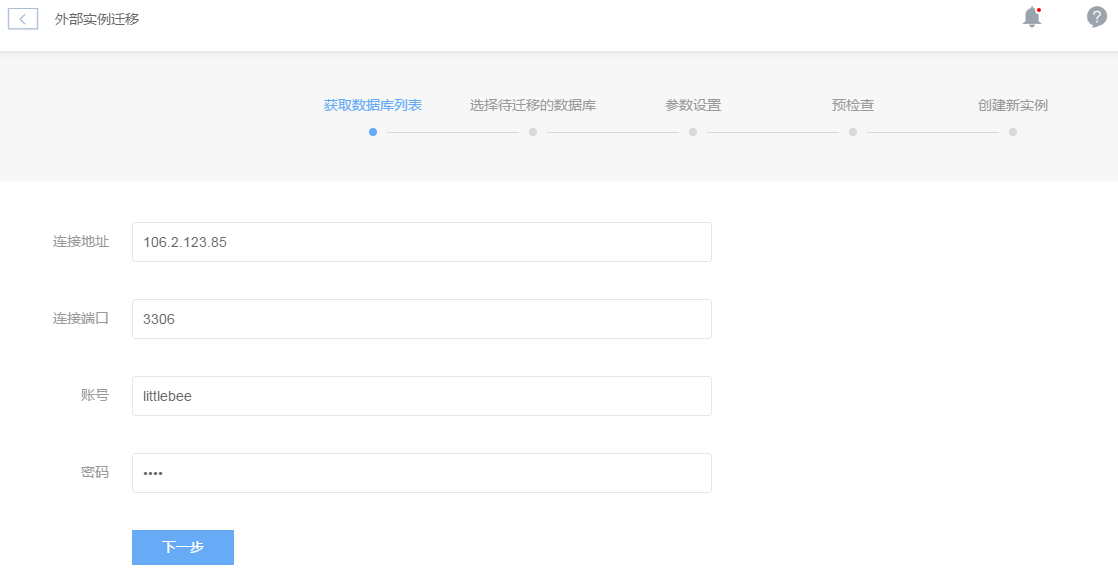 外部实例迁移
获取数据库列表 选择待迁移的数据库 参数设置 预检查 创建新实例
连接地址 106.2.123.85
连接端口 3306
账号 littlebee
密码 ••••
下一步